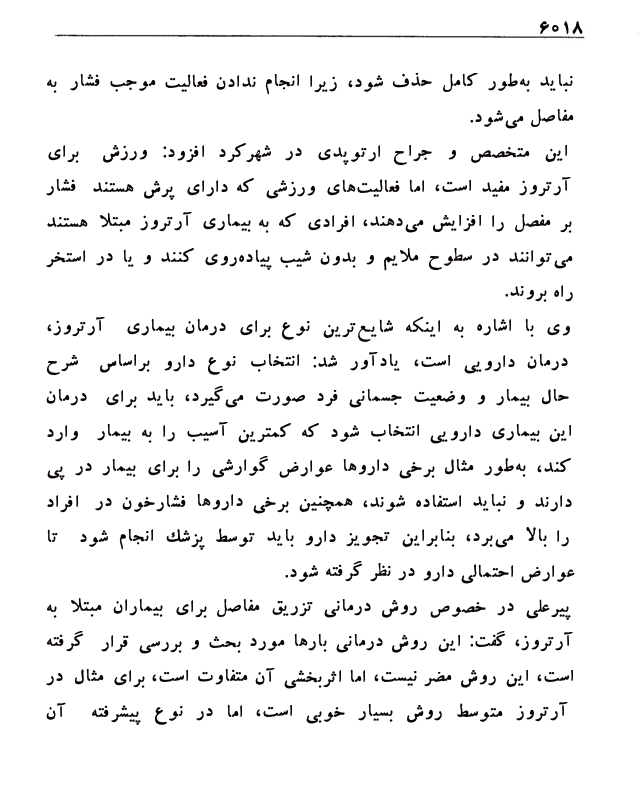 ۶۰۱۸
نباید به‌طور کامل حذف شود، زیرا انجام ندادن فعالیت موجب فشار به
مفاصل می‌شود.
این متخصص و جراح ارتوپدی در شهرکرد افزود: ورزش برای
آرتروز مفید است، اما فعالیت‌های ورزشی که دارای پرش هستند فشار
بر مفصل را افزایش می‌دهند، افرادی که به بیماری آرتروز مبتلا هستند
می‌توانند در سطوح ملایم و بدون شیب پیاده‌روی کنند و یا در استخر
راه بروند.
وی با اشاره به اینکه شایع‌ترین نوع برای درمان بیماری آرتروز،
درمان دارویی است، یادآور شد: انتخاب نوع دارو براساس شرح
حال بیمار و وضعیت جسمانی فرد صورت می‌گیرد، باید برای درمان
این بیماری دارویی انتخاب شود که کمترین آسیب را به بیمار وارد
کند، به‌طور مثال برخی داروها عوارض گوارشی را برای بیمار در پی
دارند و نباید استفاده شوند، همچنین برخی داروها فشارخون در افراد
را بالا می‌برد، بنابراین تجویز دارو باید توسط پزشك انجام شود تا
عوارض احتمالی دارو در نظر گرفته شود.
پیرعلی در خصوص روش درمانی تزریق مفاصل برای بیماران مبتلا به
آرتروز، گفت: این روش درمانی بارها مورد بحث و بررسی قرار گرفته
است، این روش مضر نیست، اما اثربخشی آن متفاوت است، برای مثال در
آرتروز متوسط روش بسیار خوبی است، اما در نوع پیشرفته آن